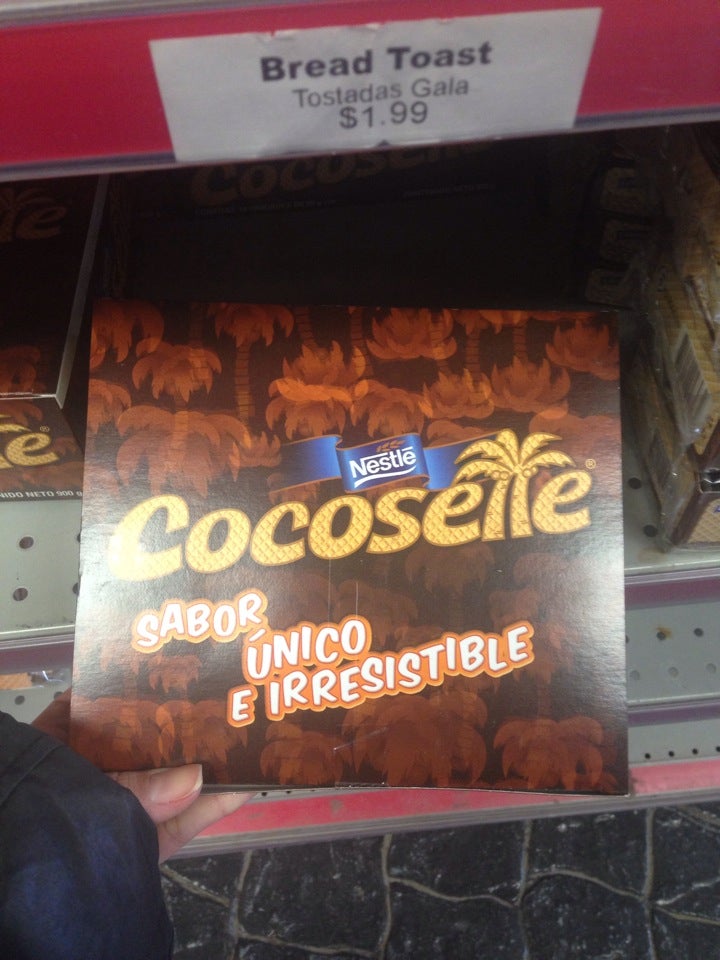 Bread Toast
Tostadas Gala
$1.99
Nestlé
Cocosette®
SABOR
ÚNICO
E IRRESISTIBLE